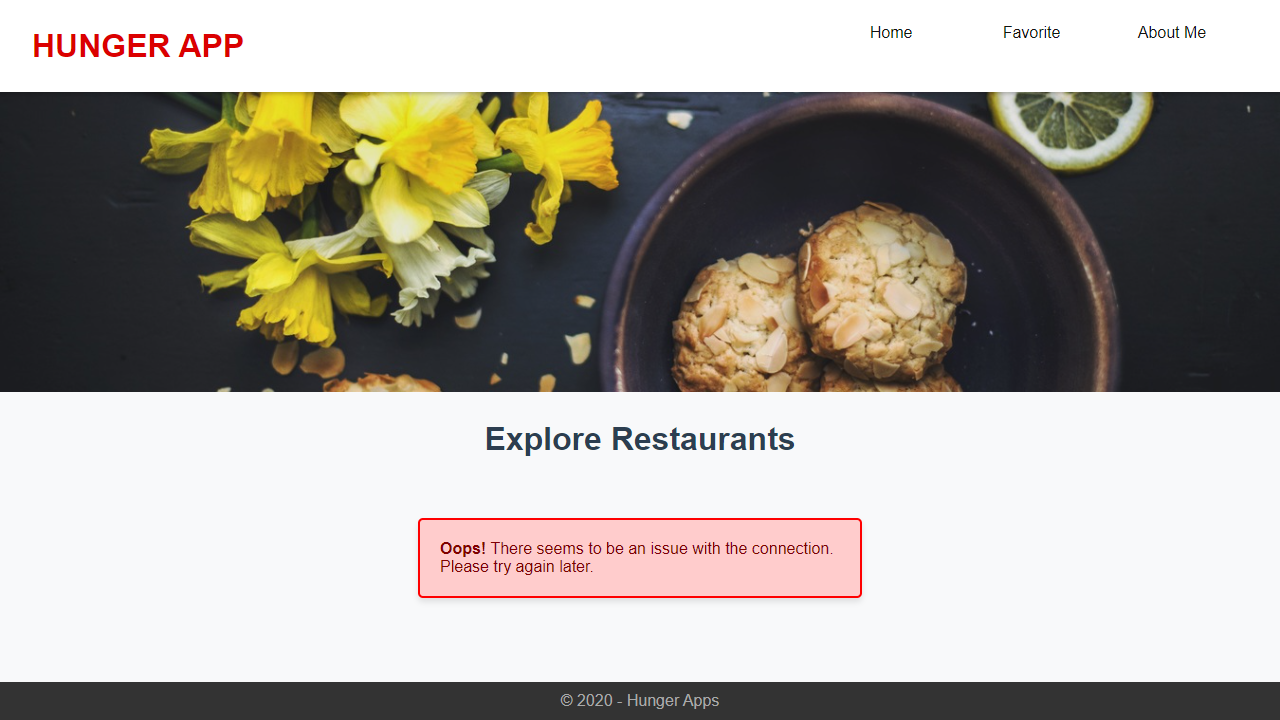 HUNGER APP
Home
Favorite
About Me
Explore Restaurants
Oops! There seems to be an issue with the connection.
Please try again later.
© 2020 - Hunger Apps